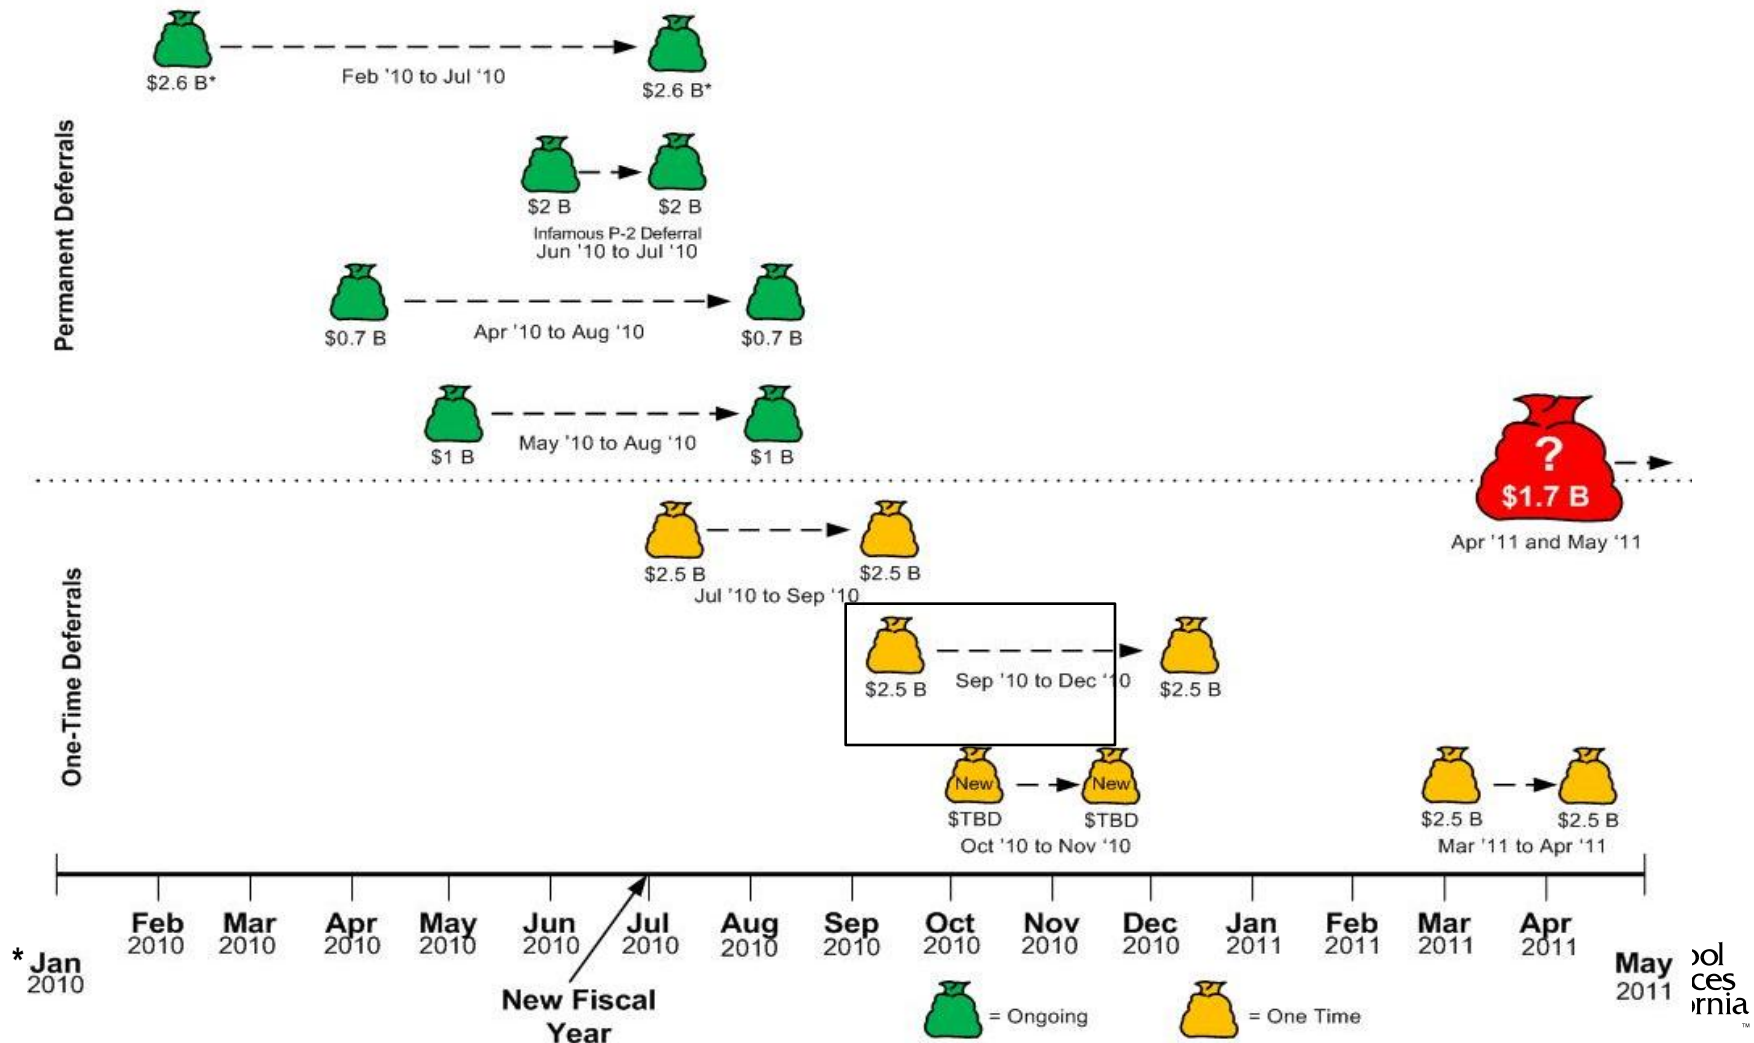 $2.6 B*
Feb '10 to Jul '10
$2.6 B*
Permanent Deferrals
$2 B
$2 B
Infamous P-2 Deferral
Jun '10 to Jul '10
$0.7 B
Apr '10 to Aug '10
$0.7 B
$1 B
May '10 to Aug '10
$1 B
?
$1.7 B
Apr '11 and May '11
One-Time Deferrals
$2.5 B
$2.5 B
Jul '10 to Sep '10
$2.5 B
Sep '10 to Dec '10
$2.5 B
New
New
$TBD
$TBD
Oct '10 to Nov '10
$2.5 B
$2.5 B
Mar '11 to Apr '11
* Jan
2010
Feb
2010
Mar
2010
Apr
2010
May
2010
Jun
2010
Jul
2010
Aug
2010
Sep
2010
Oct
2010
Nov
2010
Dec
2010
Jan
2011
Feb
2011
Mar
2011
Apr
2011
May
2011
New Fiscal
Year
= Ongoing
= One Time
TM